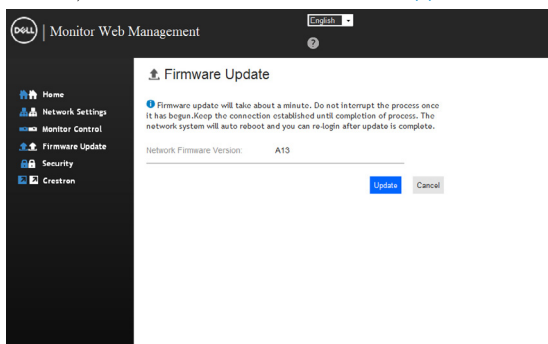 DELL | Monitor Web Management
English
?
Home
Network Settings
Monitor Control
Firmware Update
Security
Crestron
Firmware Update
Firmware update will take about a minute. Do not interrupt the process once
it has begun.Keep the connection established until completion of process. The
network system will auto reboot and you can re-login after update is complete.
Network Firmware Version: A13
Update Cancel